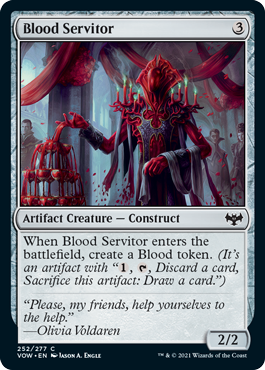 Blood Servitor 3
Artifact Creature — Construct
When Blood Servitor enters the
battlefield, create a Blood token. (It's
an artifact with “1, T, Discard a card,
Sacrifice this artifact: Draw a card.”)
“Please, my friends, help yourselves to
the help.”
—Olivia Voldaren
2/2
252/277 C
VOW • EN Jason A. Engle
™ & © 2021 Wizards of the Coast